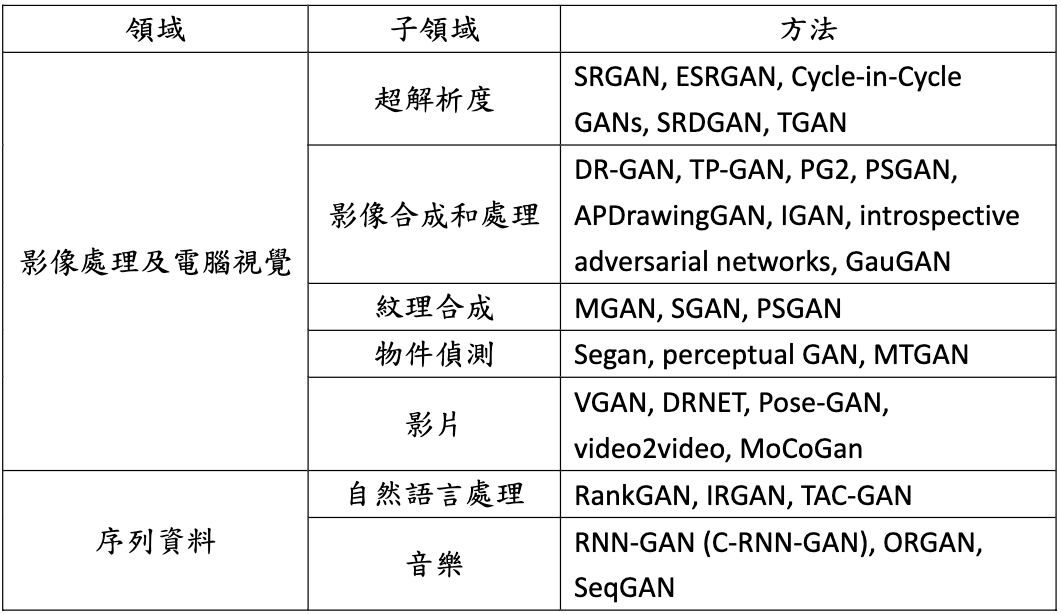 領域 子領域 方法
影像處理及電腦視覺
超解析度
SRGAN, ESRGAN, Cycle-in-Cycle
GANs, SRDGAN, TGAN
影像合成和處理
DR-GAN, TP-GAN, PG2, PSGAN,
APDrawingGAN, IGAN, introspective
adversarial networks, GauGAN
紋理合成
MGAN, SGAN, PSGAN
物件偵測
Segan, perceptual GAN, MTGAN
影片
VGAN, DRNET, Pose-GAN,
video2video, MoCoGan
序列資料
自然語言處理
RankGAN, IRGAN, TAC-GAN
音樂
RNN-GAN (C-RNN-GAN), ORGAN,
SeqGAN